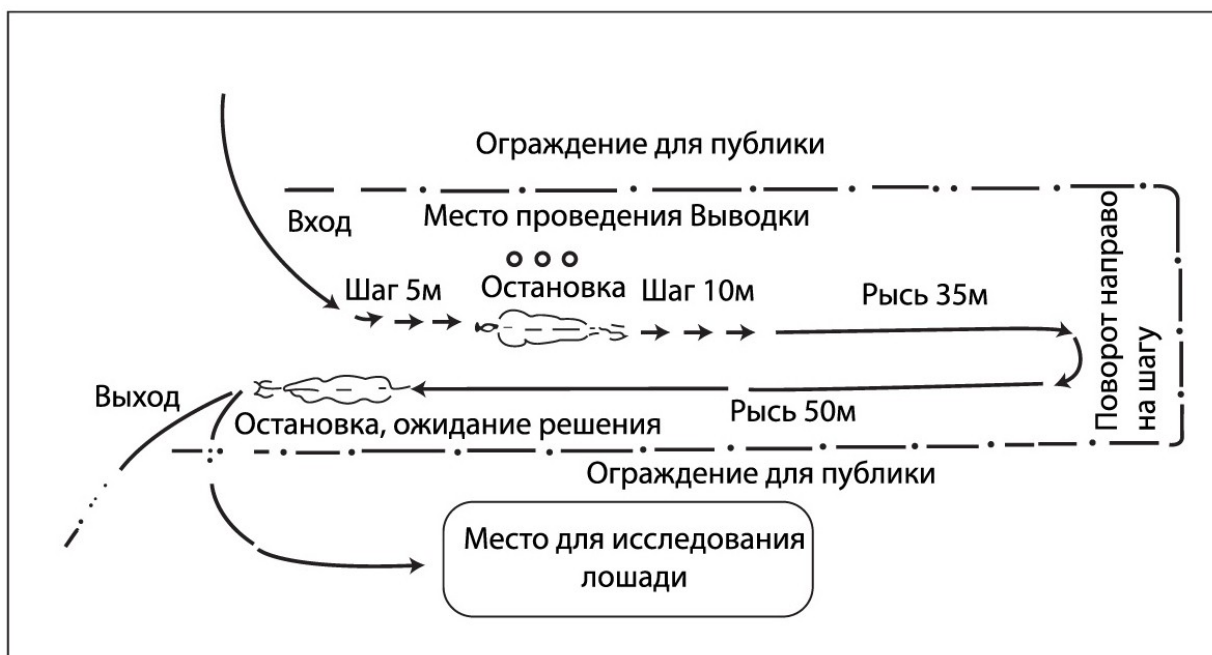 Ограждение для публики
Вход
Место проведения Выводки
Шаг 5м
Остановка
Шаг 10м
Рысь 35м
Поворот направо
на шагу
Выход
Остановка, ожидание решения
Рысь 50м
Ограждение для публики
Место для исследования
лошади